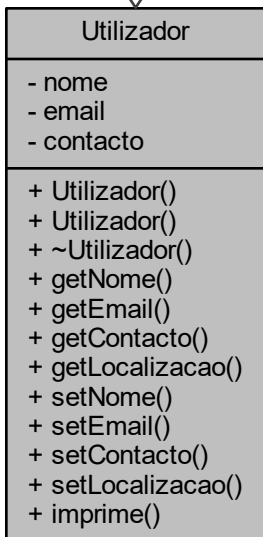 Utilizador
- nome
- email
- contacto
+ Utilizador()
+ Utilizador()
+ ~Utilizador()
+ getNome()
+ getEmail()
+ getContacto()
+ getLocalizacao()
+ setNome()
+ setEmail()
+ setContacto()
+ setLocalizacao()
+ imprime()